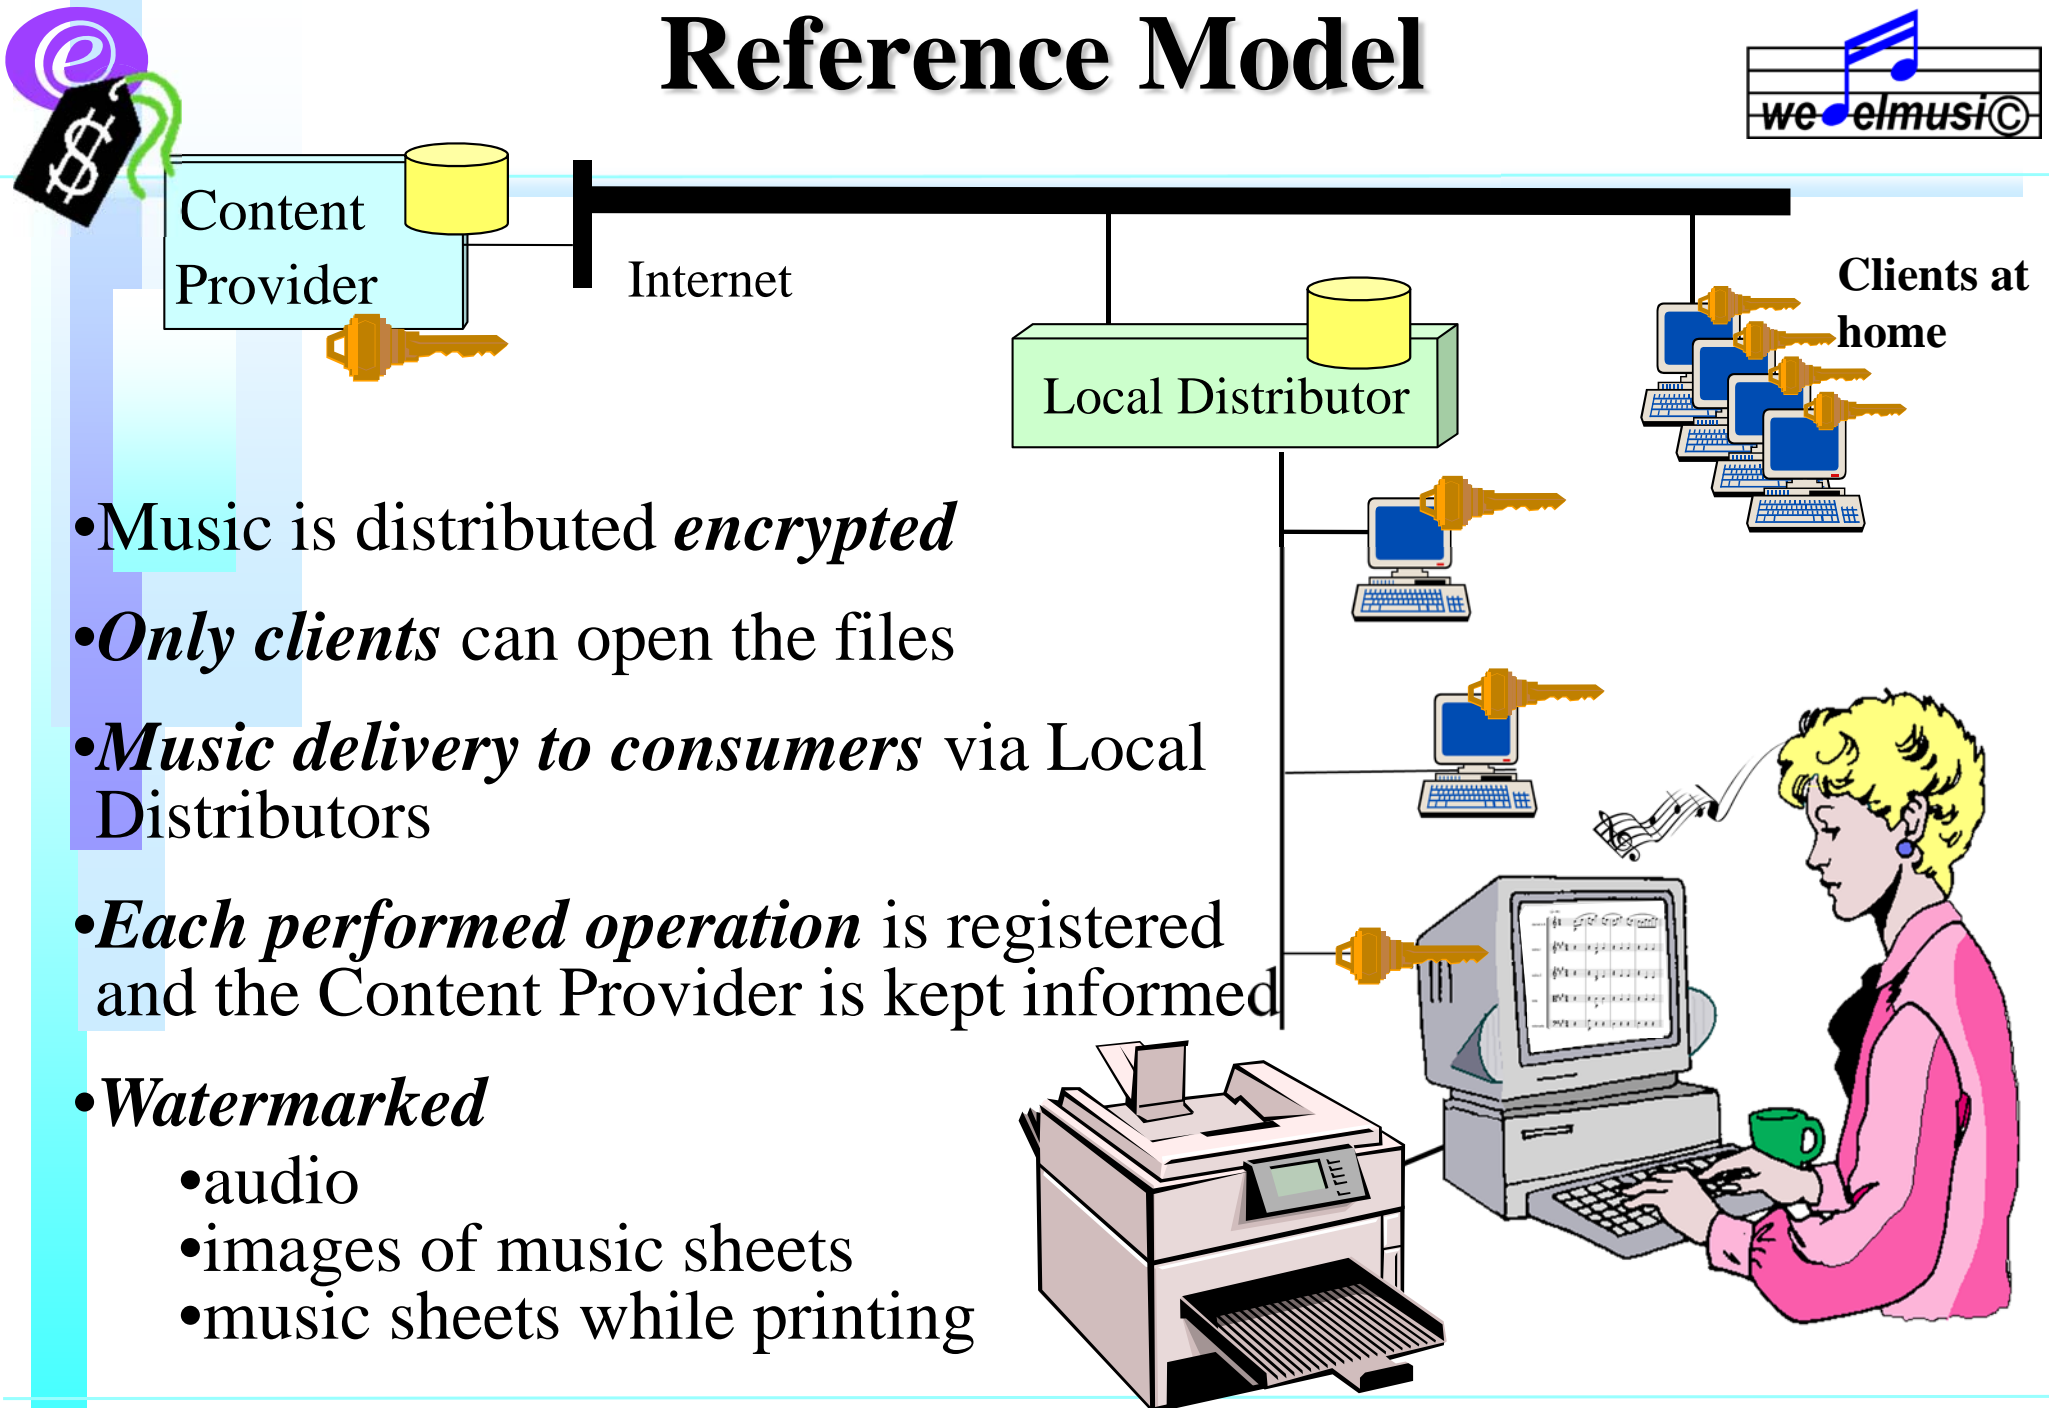 Reference Model
we elmusi©
Content
Provider
Internet
Clients at
home
Local Distributor
•Music is distributed encrypted
•Only clients can open the files
•Music delivery to consumers via Local
Distributors
•Each performed operation is registered
and the Content Provider is kept informed
•Watermarked
•audio
•images of music sheets
•music sheets while printing
e
$